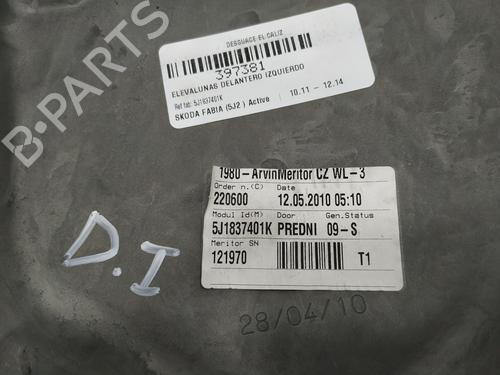 DESGUACE EL CALIZ
397381
ELEVALUNAS DELANTERO IZQUIERDO
Ref fab: 5J1837401K
SKODA FABIA (5J2 ) Active / 10.11 - 12.14
B-PARTS
1980-ArvinMeritor CZ WL-3
Order n.(C) Date
220600 12.05.2010 05:10
Modul Id(M) Door Gen.Status
5J1837401K PREDNI 09-S
Meritor SN
121970 T1
D.I
28/04/10